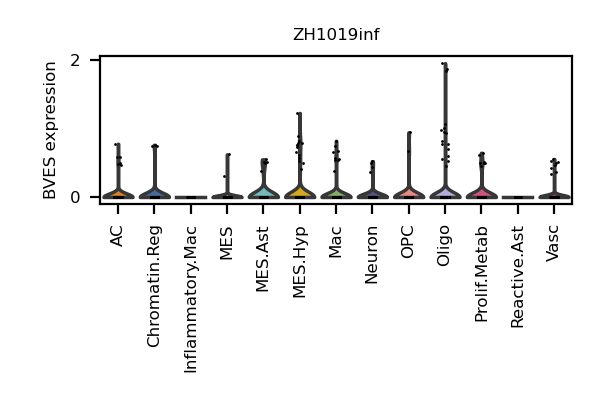 ZH1019inf
BVES expression
2
0
AC
Chromatin.Reg
Inflammatory.Mac
MES
MES.Ast
MES.Hyp
Mac
Neuron
OPC
Oligo
Prolif.Metab
Reactive.Ast
Vasc